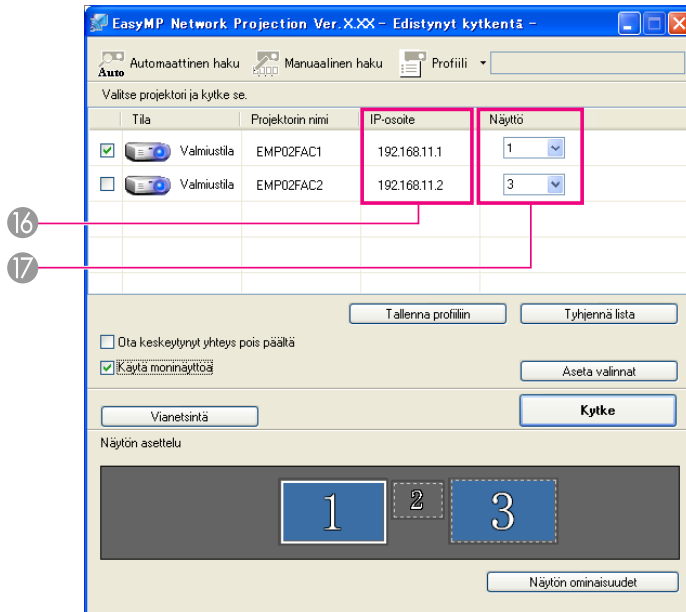 EasyMP Network Projection Ver.X.XX – Edistynyt kytkentä –
Auto Automaattinen haku Manuaalinen haku Profiili
Valitse projektori ja kytke se.
Tila Projektorin nimi IP-osoite Näyttö
Valmiustila EMP02FAC1 192.168.11.1 1
Valmiustila EMP02FAC2 192.168.11.2 3
16
17
Tallenna profiiliin Tyhjennä lista
Ota keskeytynyt yhteys pois päältä
Käytä moninäyttöä Aseta valinnat
Vianetsintä Kytke
Näytön asettelu
1 2 3
Näytön ominaisuudet